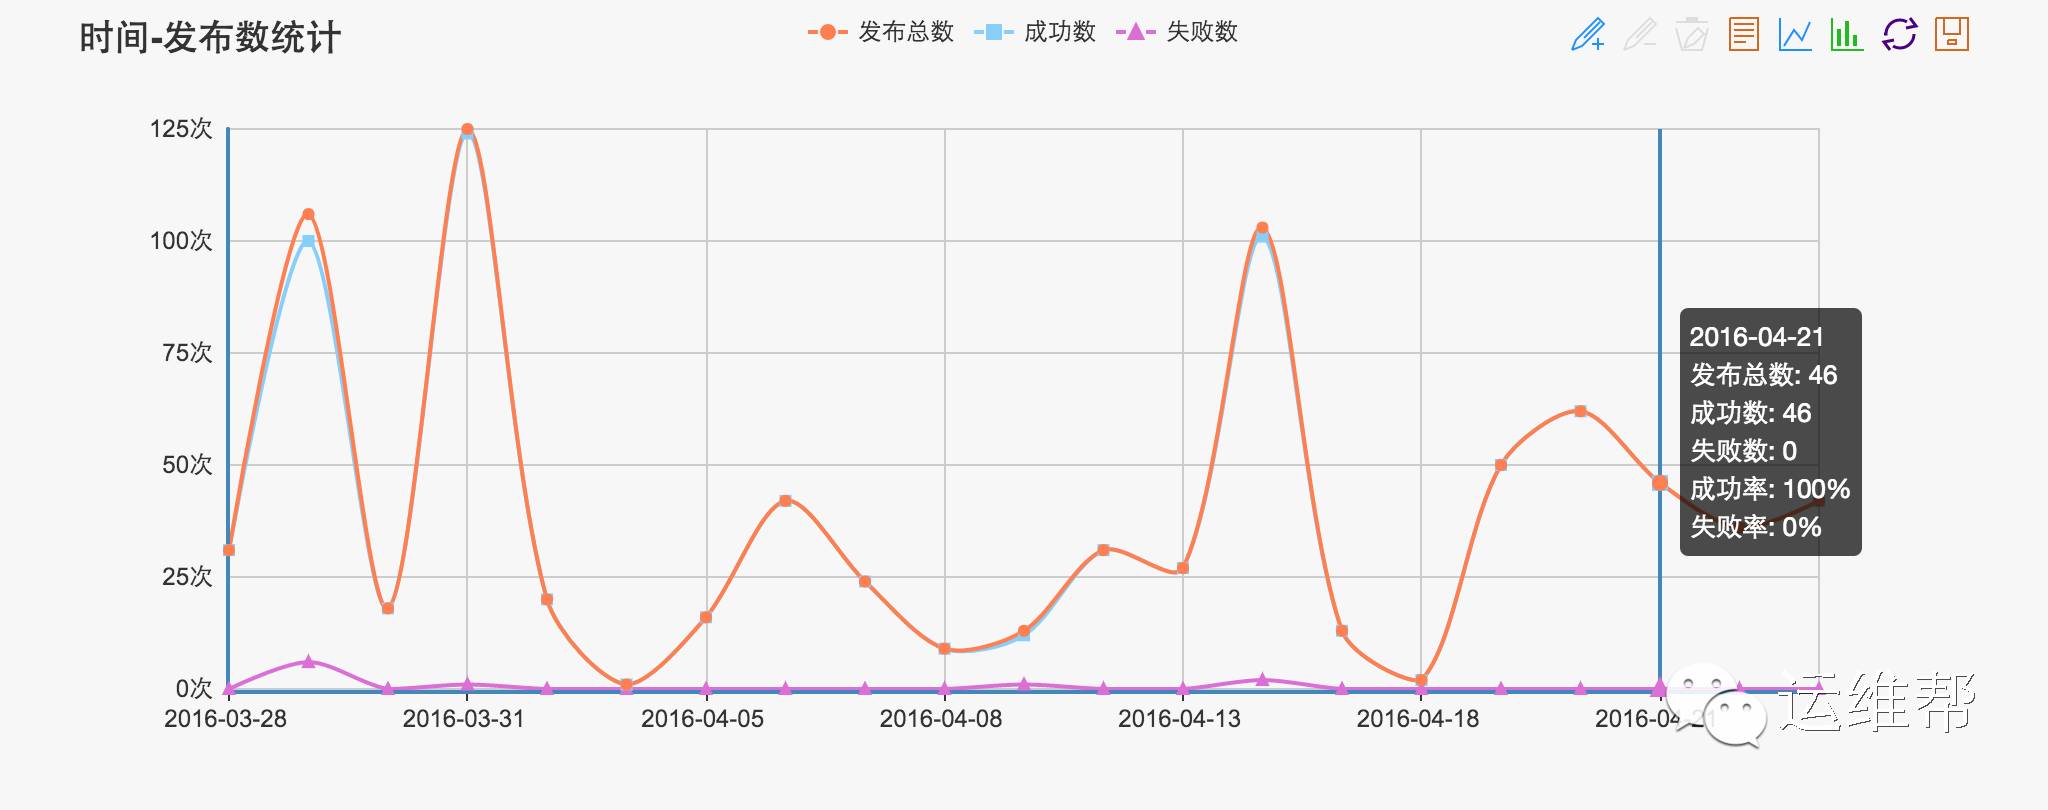 时间-发布数统计
发布总数 成功数 失败数
125次
100次
75次
50次
25次
0次
2016-03-28 2016-03-31 2016-04-05 2016-04-08 2016-04-13 2016-04-18 2016-04-21
2016-04-21
发布总数: 46
成功数: 46
失败数: 0
成功率: 100%
失败率: 0%
运维帮